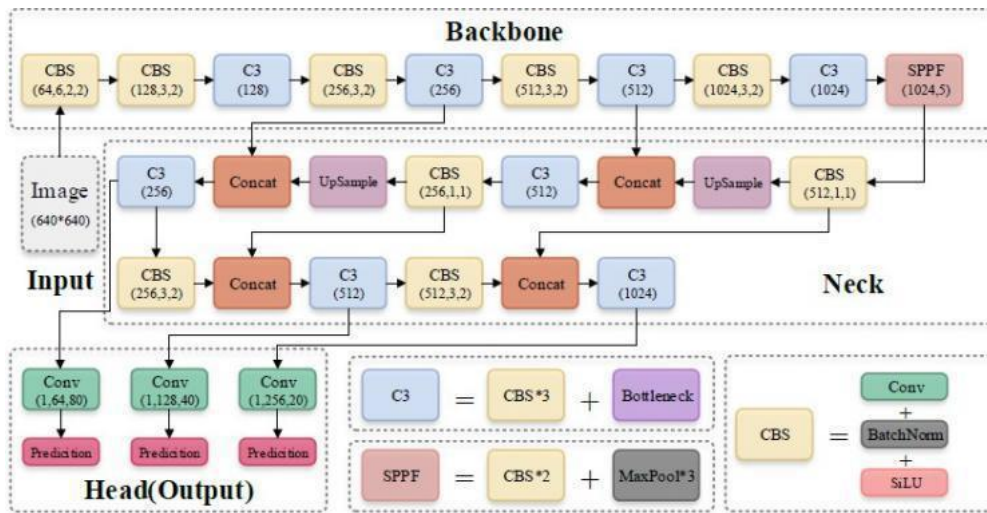 Backbone
CBS
(64,6,2,2)
CBS
(128,3,2)
C3
(128)
CBS
(256,3,2)
C3
(256)
CBS
(512,3,2)
C3
(512)
CBS
(1024,3,2)
C3
(1024)
SPPF
(1024,5)
Image
(640*640)
Input
C3
(256)
Concat
UpSample
CBS
(256,1,1)
C3
(512)
Concat
UpSample
CBS
(512,1,1)
CBS
(256,3,2)
Concat
C3
(512)
CBS
(512,3,2)
Concat
C3
(1024)
Neck
Conv
(1,64,80)
Conv
(1,128,40)
Conv
(1,256,20)
Predicition
Predicition
Predicition
Head(Output)
C3 = CBS*3 + Bottleneck
SPPF = CBS*2 + MaxPool*3
CBS =
Conv
+
BatchNorm
+
SiLU